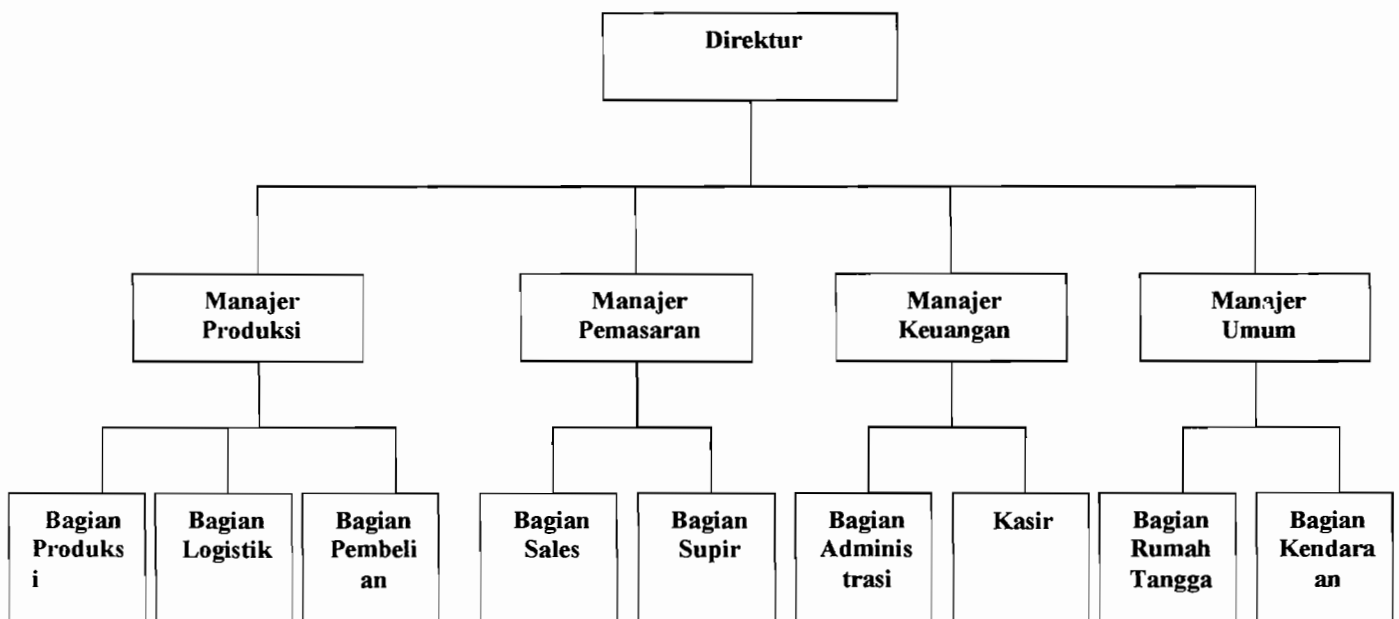 Direktur
Manajer
Produksi
Manajer
Pemasaran
Manajer
Keuangan
Manajer
Umum
Bagian
Produks
i
Bagian
Logistik
Bagian
Pembeli
an
Bagian
Sales
Bagian
Supir
Bagian
Adminis
trasi
Kasir
Bagian
Rumah
Tangga
Bagian
Kendara
an